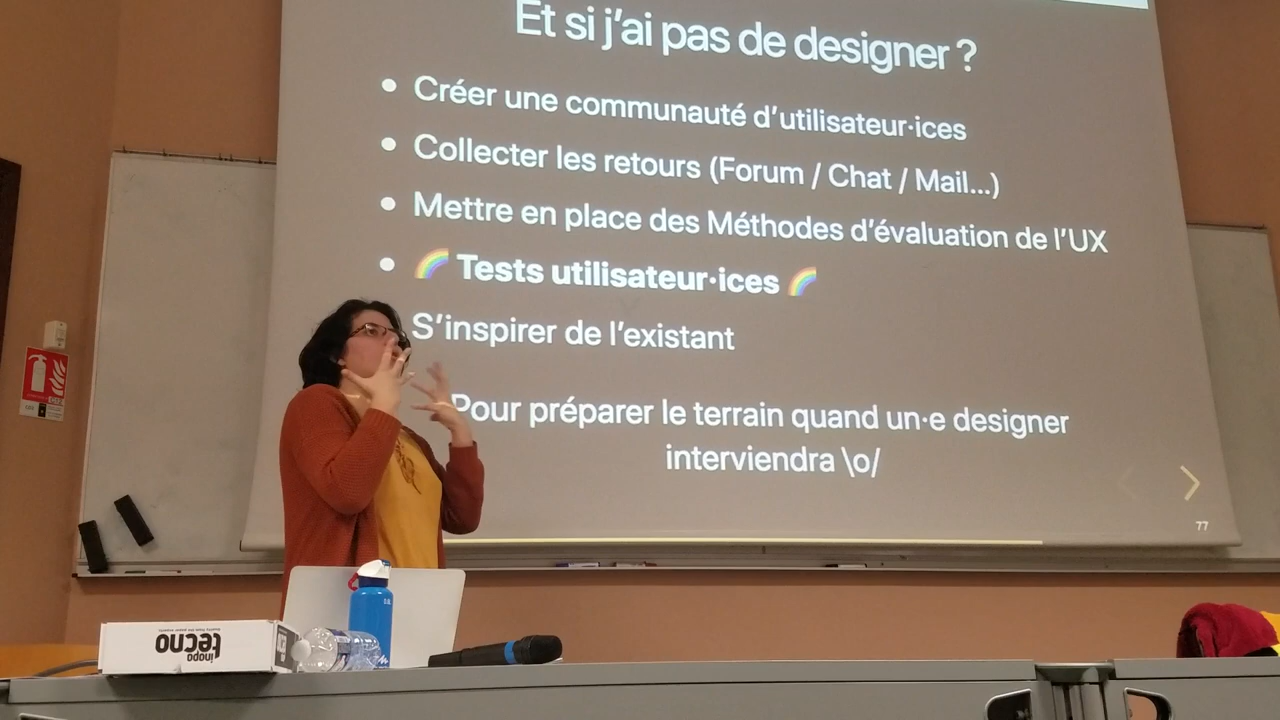 Et si j'ai pas de designer ?
Créer une communauté d'utilisateur·ices
Collecter les retours (Forum / Chat / Mail...)
Mettre en place des Méthodes d'évaluation de l'UX
🌈 Tests utilisateur·ices 🌈
S'inspirer de l'existant
Pour préparer le terrain quand un·e designer
interviendra \o/
77
inapa
tecno